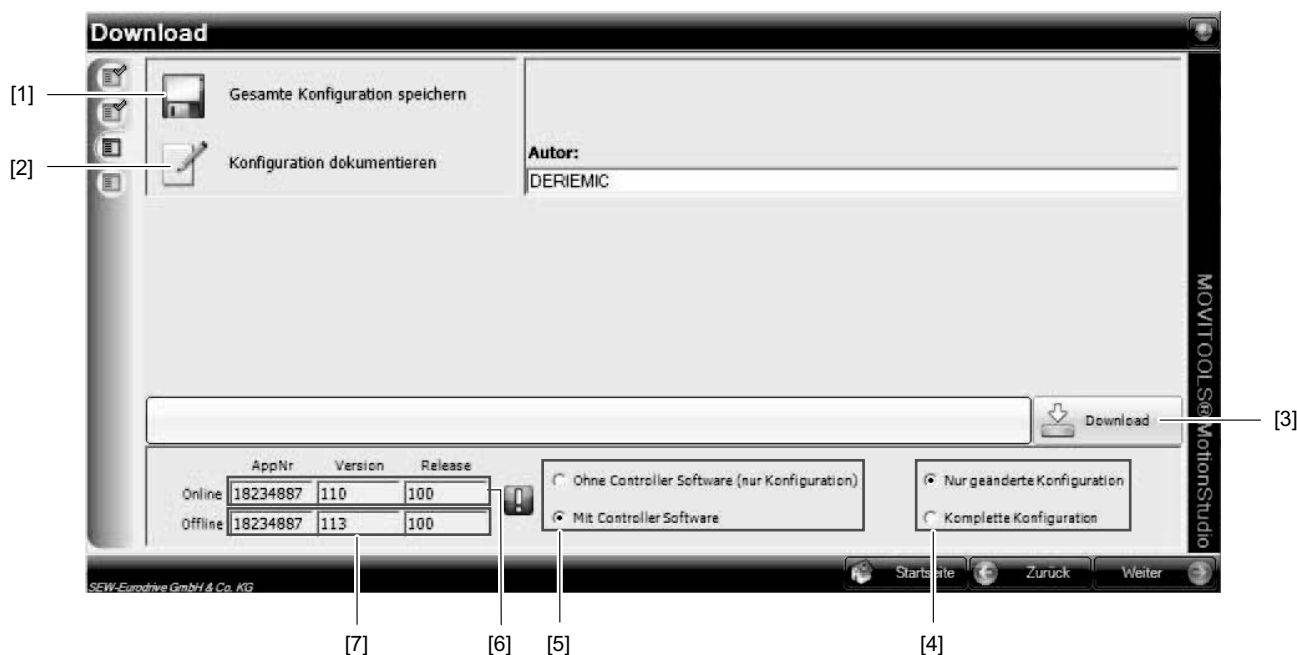 Download
[1]
Gesamte Konfiguration speichern
[2]
Konfiguration dokumentieren
Autor:
DERIEMIC
MOVITOOLS®MotionStudio
Download
[3]
AppNr Version Release
Online 18234887 110 100
Offline 18234887 113 100
Ohne Controller Software (nur Konfiguration)
Mit Controller Software
Nur geänderte Konfiguration
Komplette Konfiguration
SEW-Eurodrive GmbH & Co. KG
Startseite Zurück Weiter
[7] [6] [5] [4]